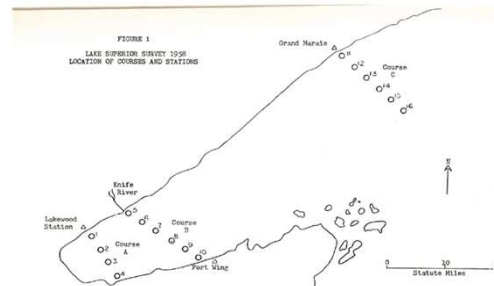 FIGURE 1
LAKE SUPERIOR SURVEY 1958
LOCATION OF COURSES AND STATIONS
Grand Marais
11
12
13
Course
C
14
15
16
N
Knife
River
Lakewood
Station
5
6
7
Course
B
8
9
10
1
2
Course
A
3
4
Port Wing
0 10
Statute Miles